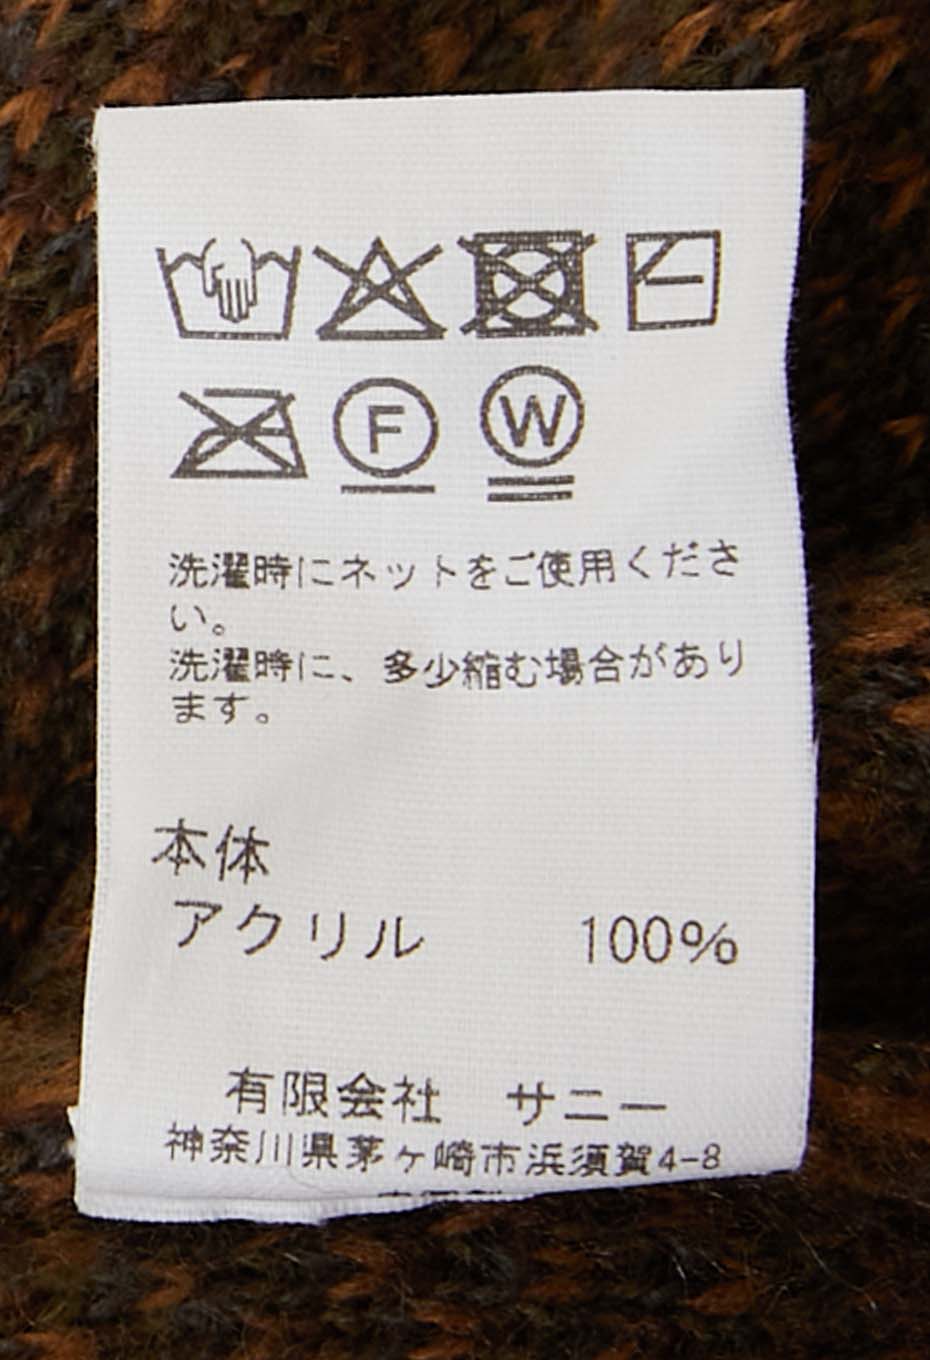 F W
洗濯時にネットをご使用くださ
い。
洗濯時に、多少縮む場合があり
ます。
本体
アクリル 100%
有限会社 サニー
神奈川県茅ヶ崎市浜須賀4-8